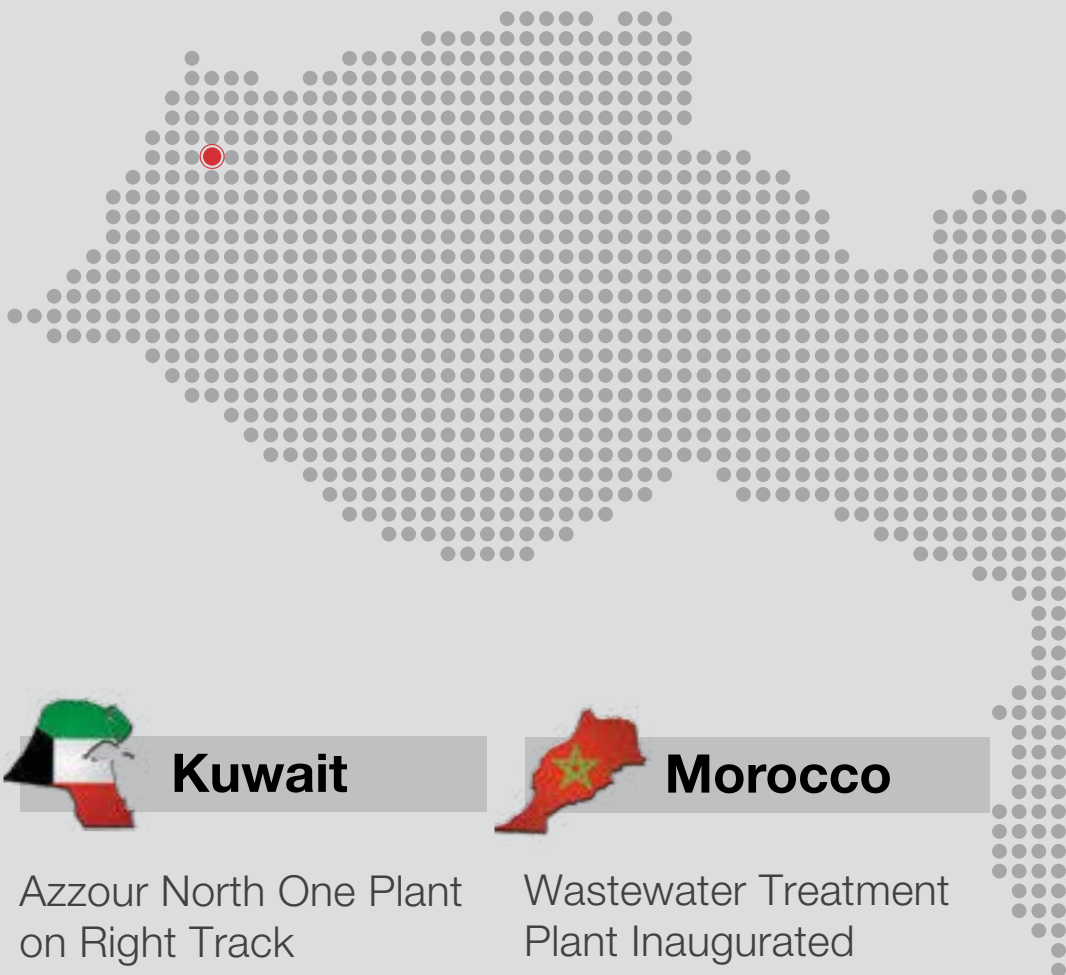 Kuwait
Azzour North One Plant
on Right Track
Morocco
Wastewater Treatment
Plant Inaugurated